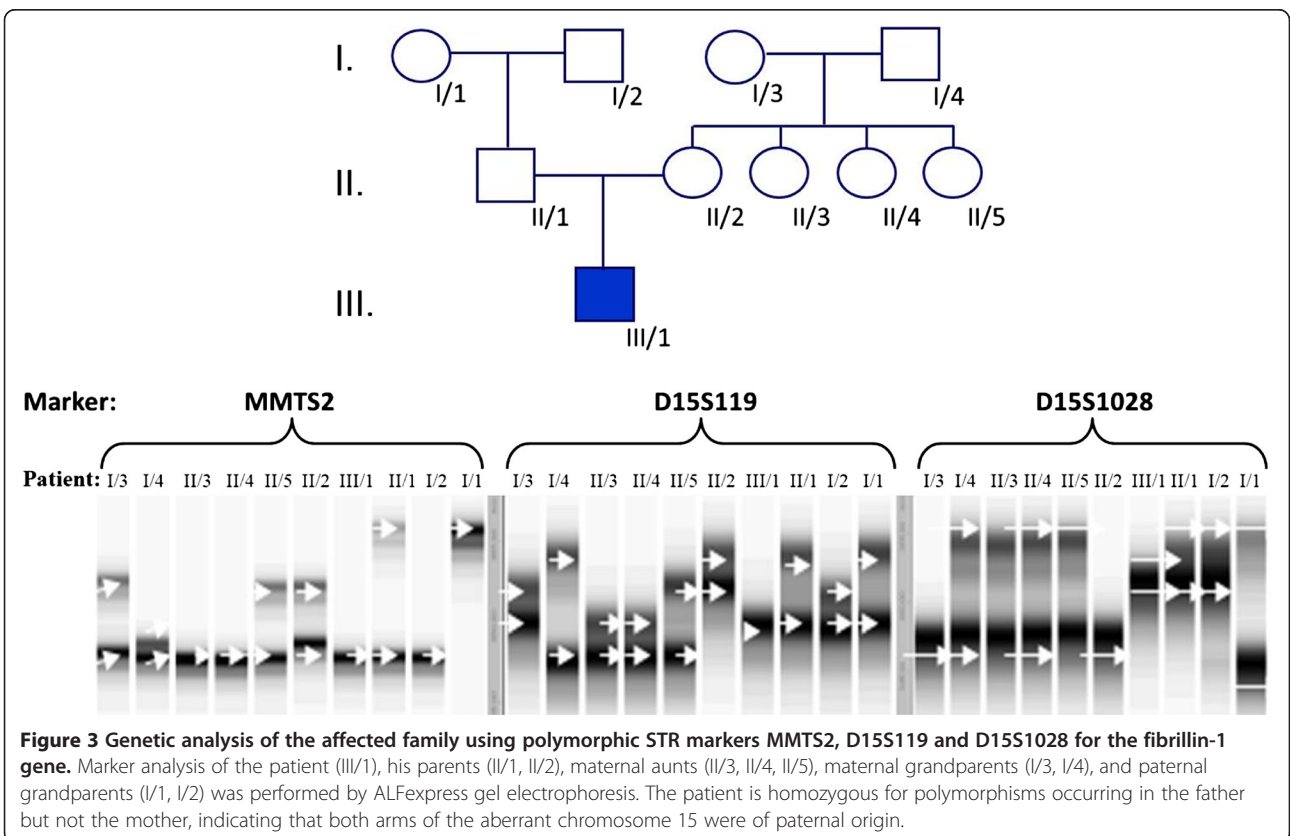 I.
I/1
I/2
I/3
I/4
II.
II/1
II/2
II/3
II/4
II/5
III.
III/1
Marker: MMTS2 D15S119 D15S1028
Patient: I/3 I/4 II/3 II/4 II/5 II/2 III/1 II/1 I/2 I/1 I/3 I/4 II/3 II/4 II/5 II/2 III/1 II/1 I/2 I/1 I/3 I/4 II/3 II/4 II/5 II/2 III/1 II/1 I/2 I/1
Figure 3 Genetic analysis of the affected family using polymorphic STR markers MMTS2, D15S119 and D15S1028 for the fibrillin-1
gene. Marker analysis of the patient (III/1), his parents (II/1, II/2), maternal aunts (II/3, II/4, II/5), maternal grandparents (I/3, I/4), and paternal
grandparents (I/1, I/2) was performed by ALFexpress gel electrophoresis. The patient is homozygous for polymorphisms occurring in the father
but not the mother, indicating that both arms of the aberrant chromosome 15 were of paternal origin.